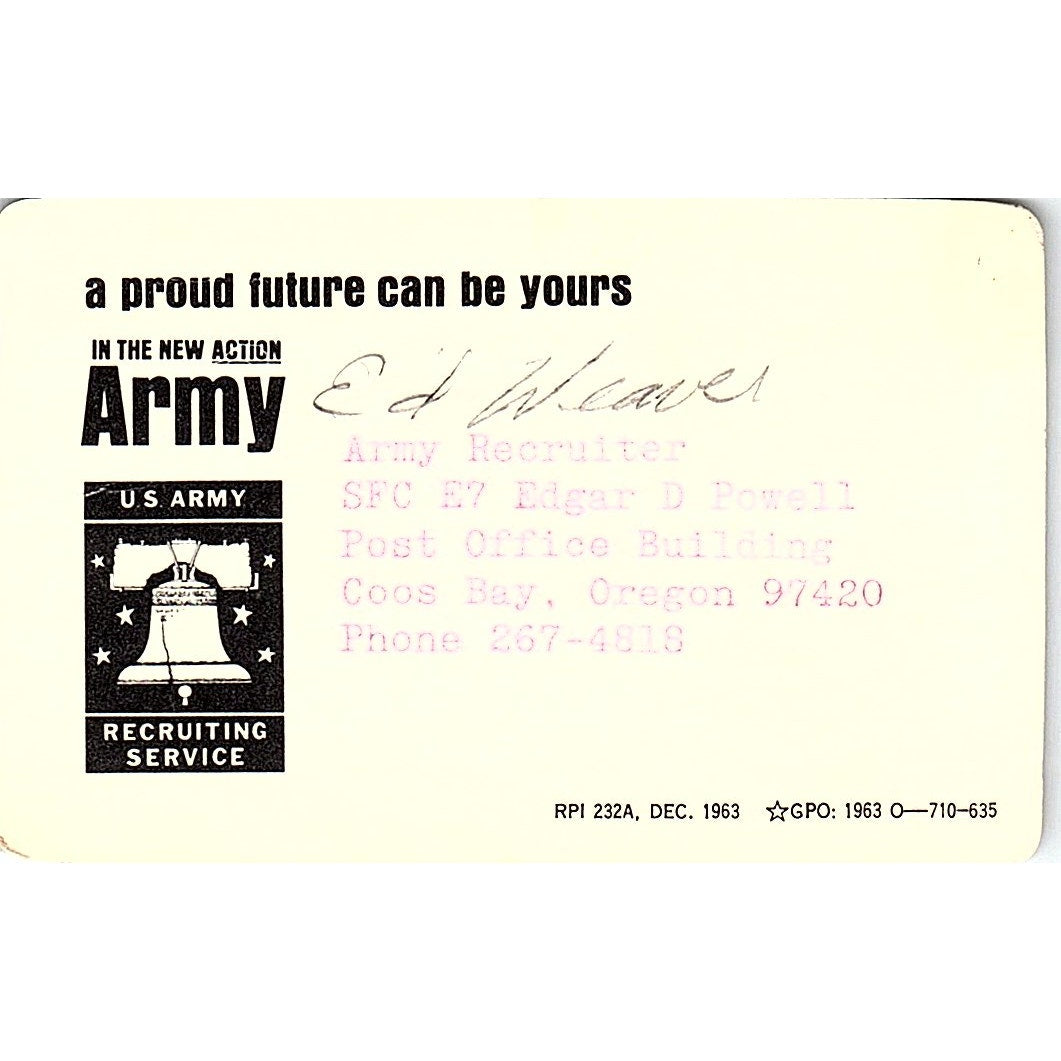 a proud future can be yours
IN THE NEW ACTION
Army
Ed Weaver
Army Recruiter
SFC E7 Edgar D Powell
Post Office Building
Coos Bay, Oregon 97420
Phone 267-4818
U.S. ARMY
RECRUITING
SERVICE
RPI 232A, DEC. 1963 ☆GPO: 1963 O—710-635